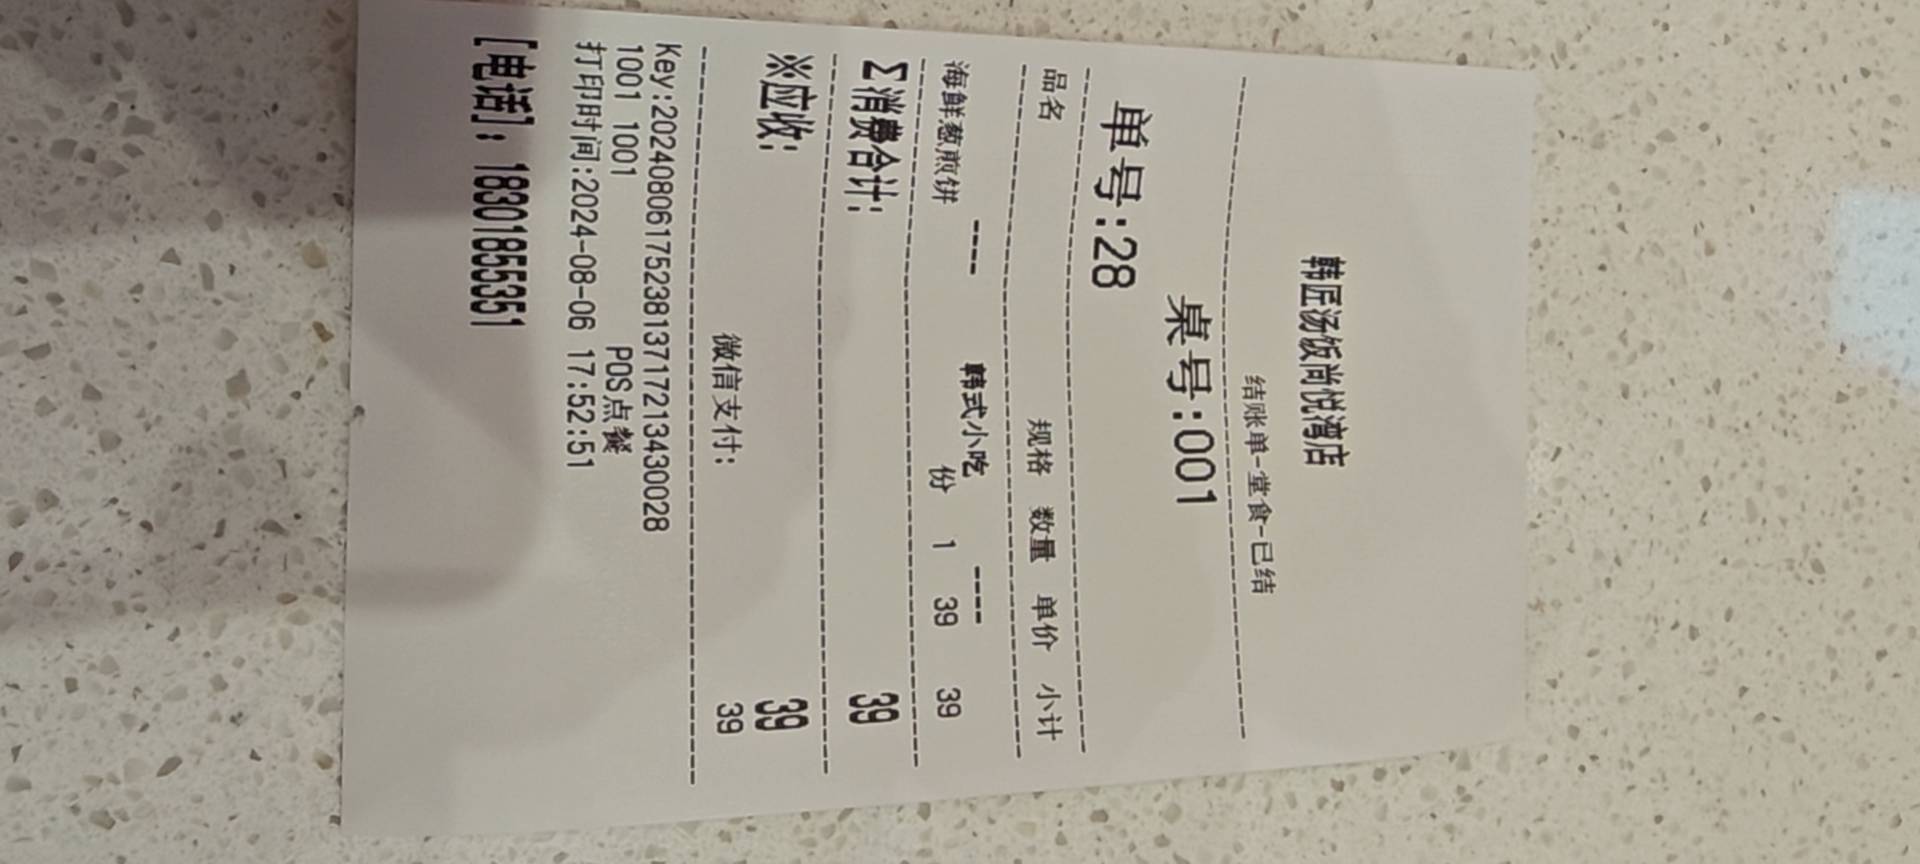 韩匠汤饭尚悦湾店
结账单-堂食-已结
桌号:001
单号:28
品名 规格 数量 单价 小计
---- 韩式小吃 ----
海鲜葱煎饼 份 1 39 39
Σ消费合计: 39
※应收: 39
微信支付: 39
Key:2024080617523813717213430028
1001 1001 POS点餐
打印时间:2024-08-06 17:52:51
[电话]: 18301855351